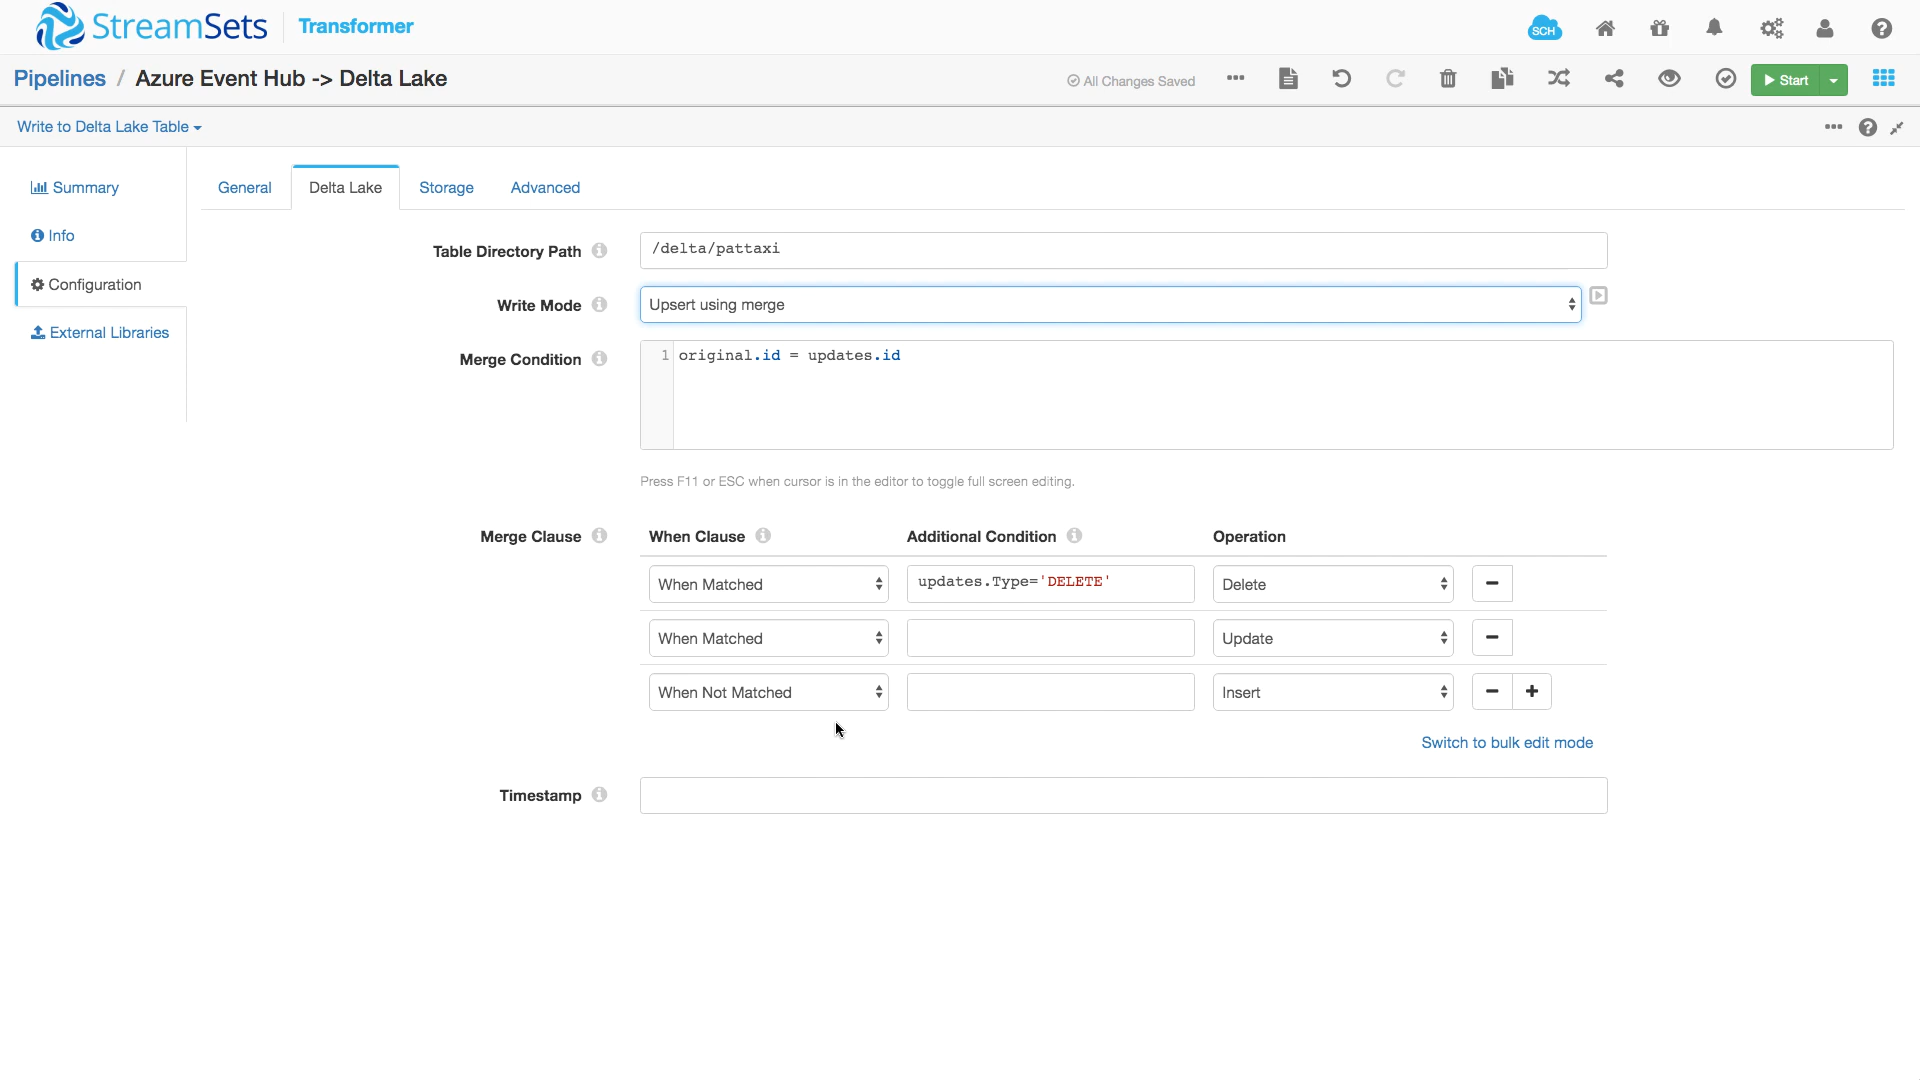 StreamSets Transformer
SCH
Pipelines / Azure Event Hub -> Delta Lake
All Changes Saved
Start
Write to Delta Lake Table
Summary
Info
Configuration
External Libraries
General Delta Lake Storage Advanced
Table Directory Path /delta/pattaxi
Write Mode Upsert using merge
Merge Condition 1 original.id = updates.id
Press F11 or ESC when cursor is in the editor to toggle full screen editing.
Merge Clause When Clause Additional Condition Operation
When Matched updates.Type='DELETE' Delete
When Matched Update
When Not Matched Insert
Switch to bulk edit mode
Timestamp